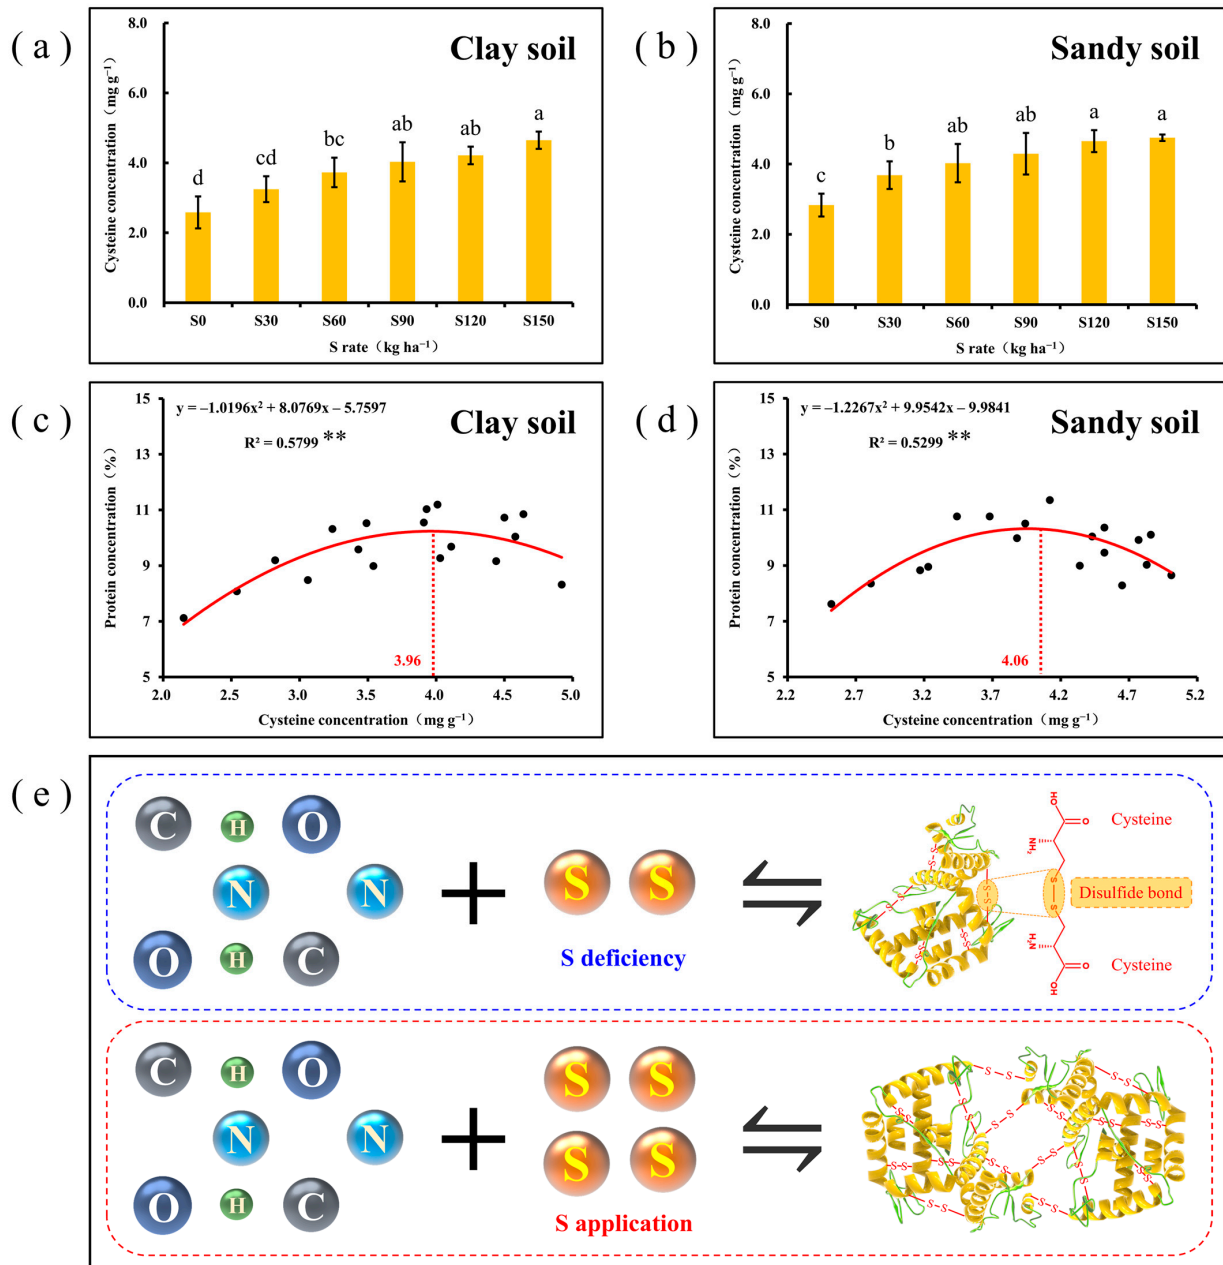 ( a )
Clay soil
Cysteine concentration（mg g⁻¹）
8.0
6.0
4.0
2.0
0.0
d
cd
bc
ab
ab
a
S0
S30
S60
S90
S120
S150
S rate（kg ha⁻¹）
( b )
Sandy soil
Cysteine concentration（mg g⁻¹）
8.0
6.0
4.0
2.0
0.0
c
b
ab
ab
a
a
S0
S30
S60
S90
S120
S150
S rate（kg ha⁻¹）
( c )
y = –1.0196x² + 8.0769x – 5.7597
R² = 0.5799 **
Clay soil
Protein concentration（%）
15
13
11
9
7
5
3.96
2.0
2.5
3.0
3.5
4.0
4.5
5.0
Cysteine concentration（mg g⁻¹）
( d )
y = –1.2267x² + 9.9542x – 9.9841
R² = 0.5299 **
Sandy soil
Protein concentration（%）
15
13
11
9
7
5
4.06
2.2
2.7
3.2
3.7
4.2
4.7
5.2
Cysteine concentration（mg g⁻¹）
( e )
C
H
O
N
N
O
H
C
+
S
S
S deficiency
S-S
S-S
S-S
S-S
S-S
HO
O
NH₂
Cysteine
S
S
Disulfide bond
H₂N
O
OH
Cysteine
C
H
O
N
N
O
H
C
+
S
S
S
S
S application
S-S
S-S
S-S
S-S
S-S
S-S
S-S
S-S
S-S
S-S
S-S
S-S
S-S
S-S